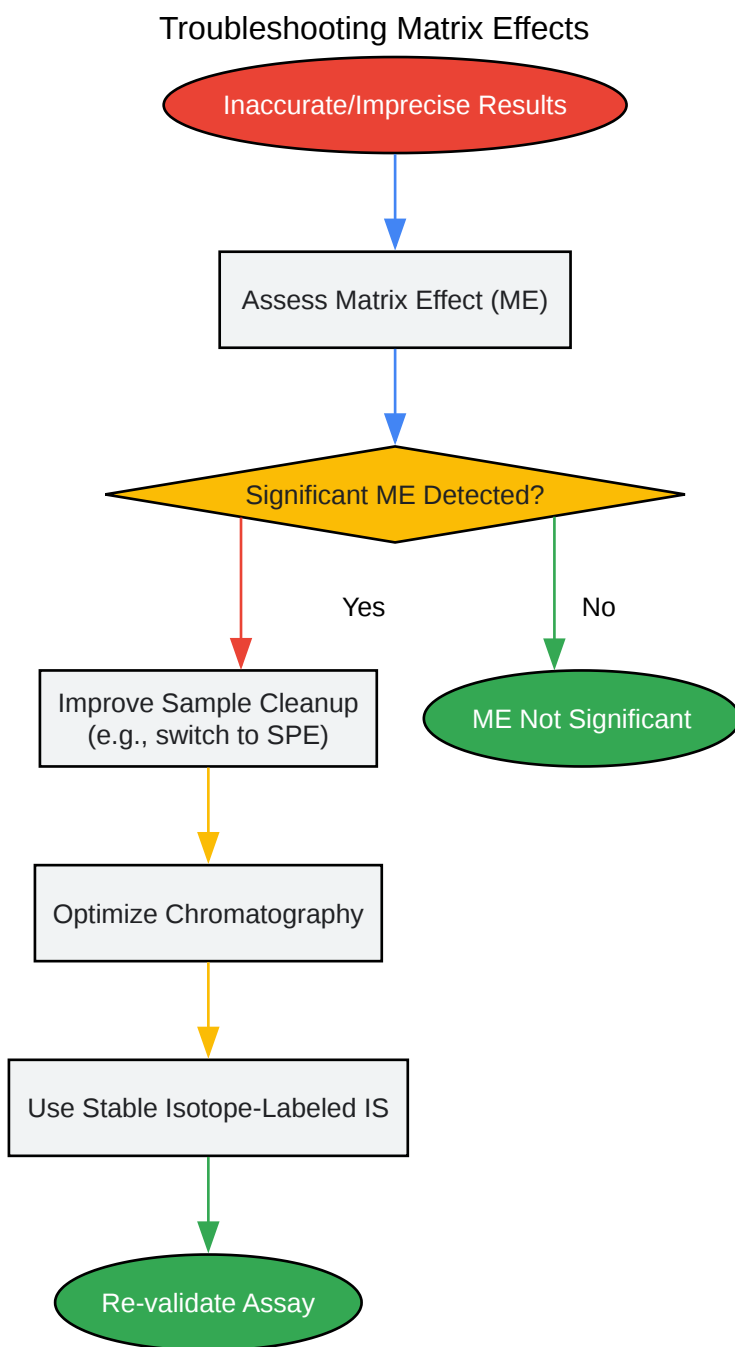 Troubleshooting Matrix Effects
Inaccurate/Imprecise Results
Assess Matrix Effect (ME)
Significant ME Detected?
Yes
No
Improve Sample Cleanup
(e.g., switch to SPE)
ME Not Significant
Optimize Chromatography
Use Stable Isotope-Labeled IS
Re-validate Assay